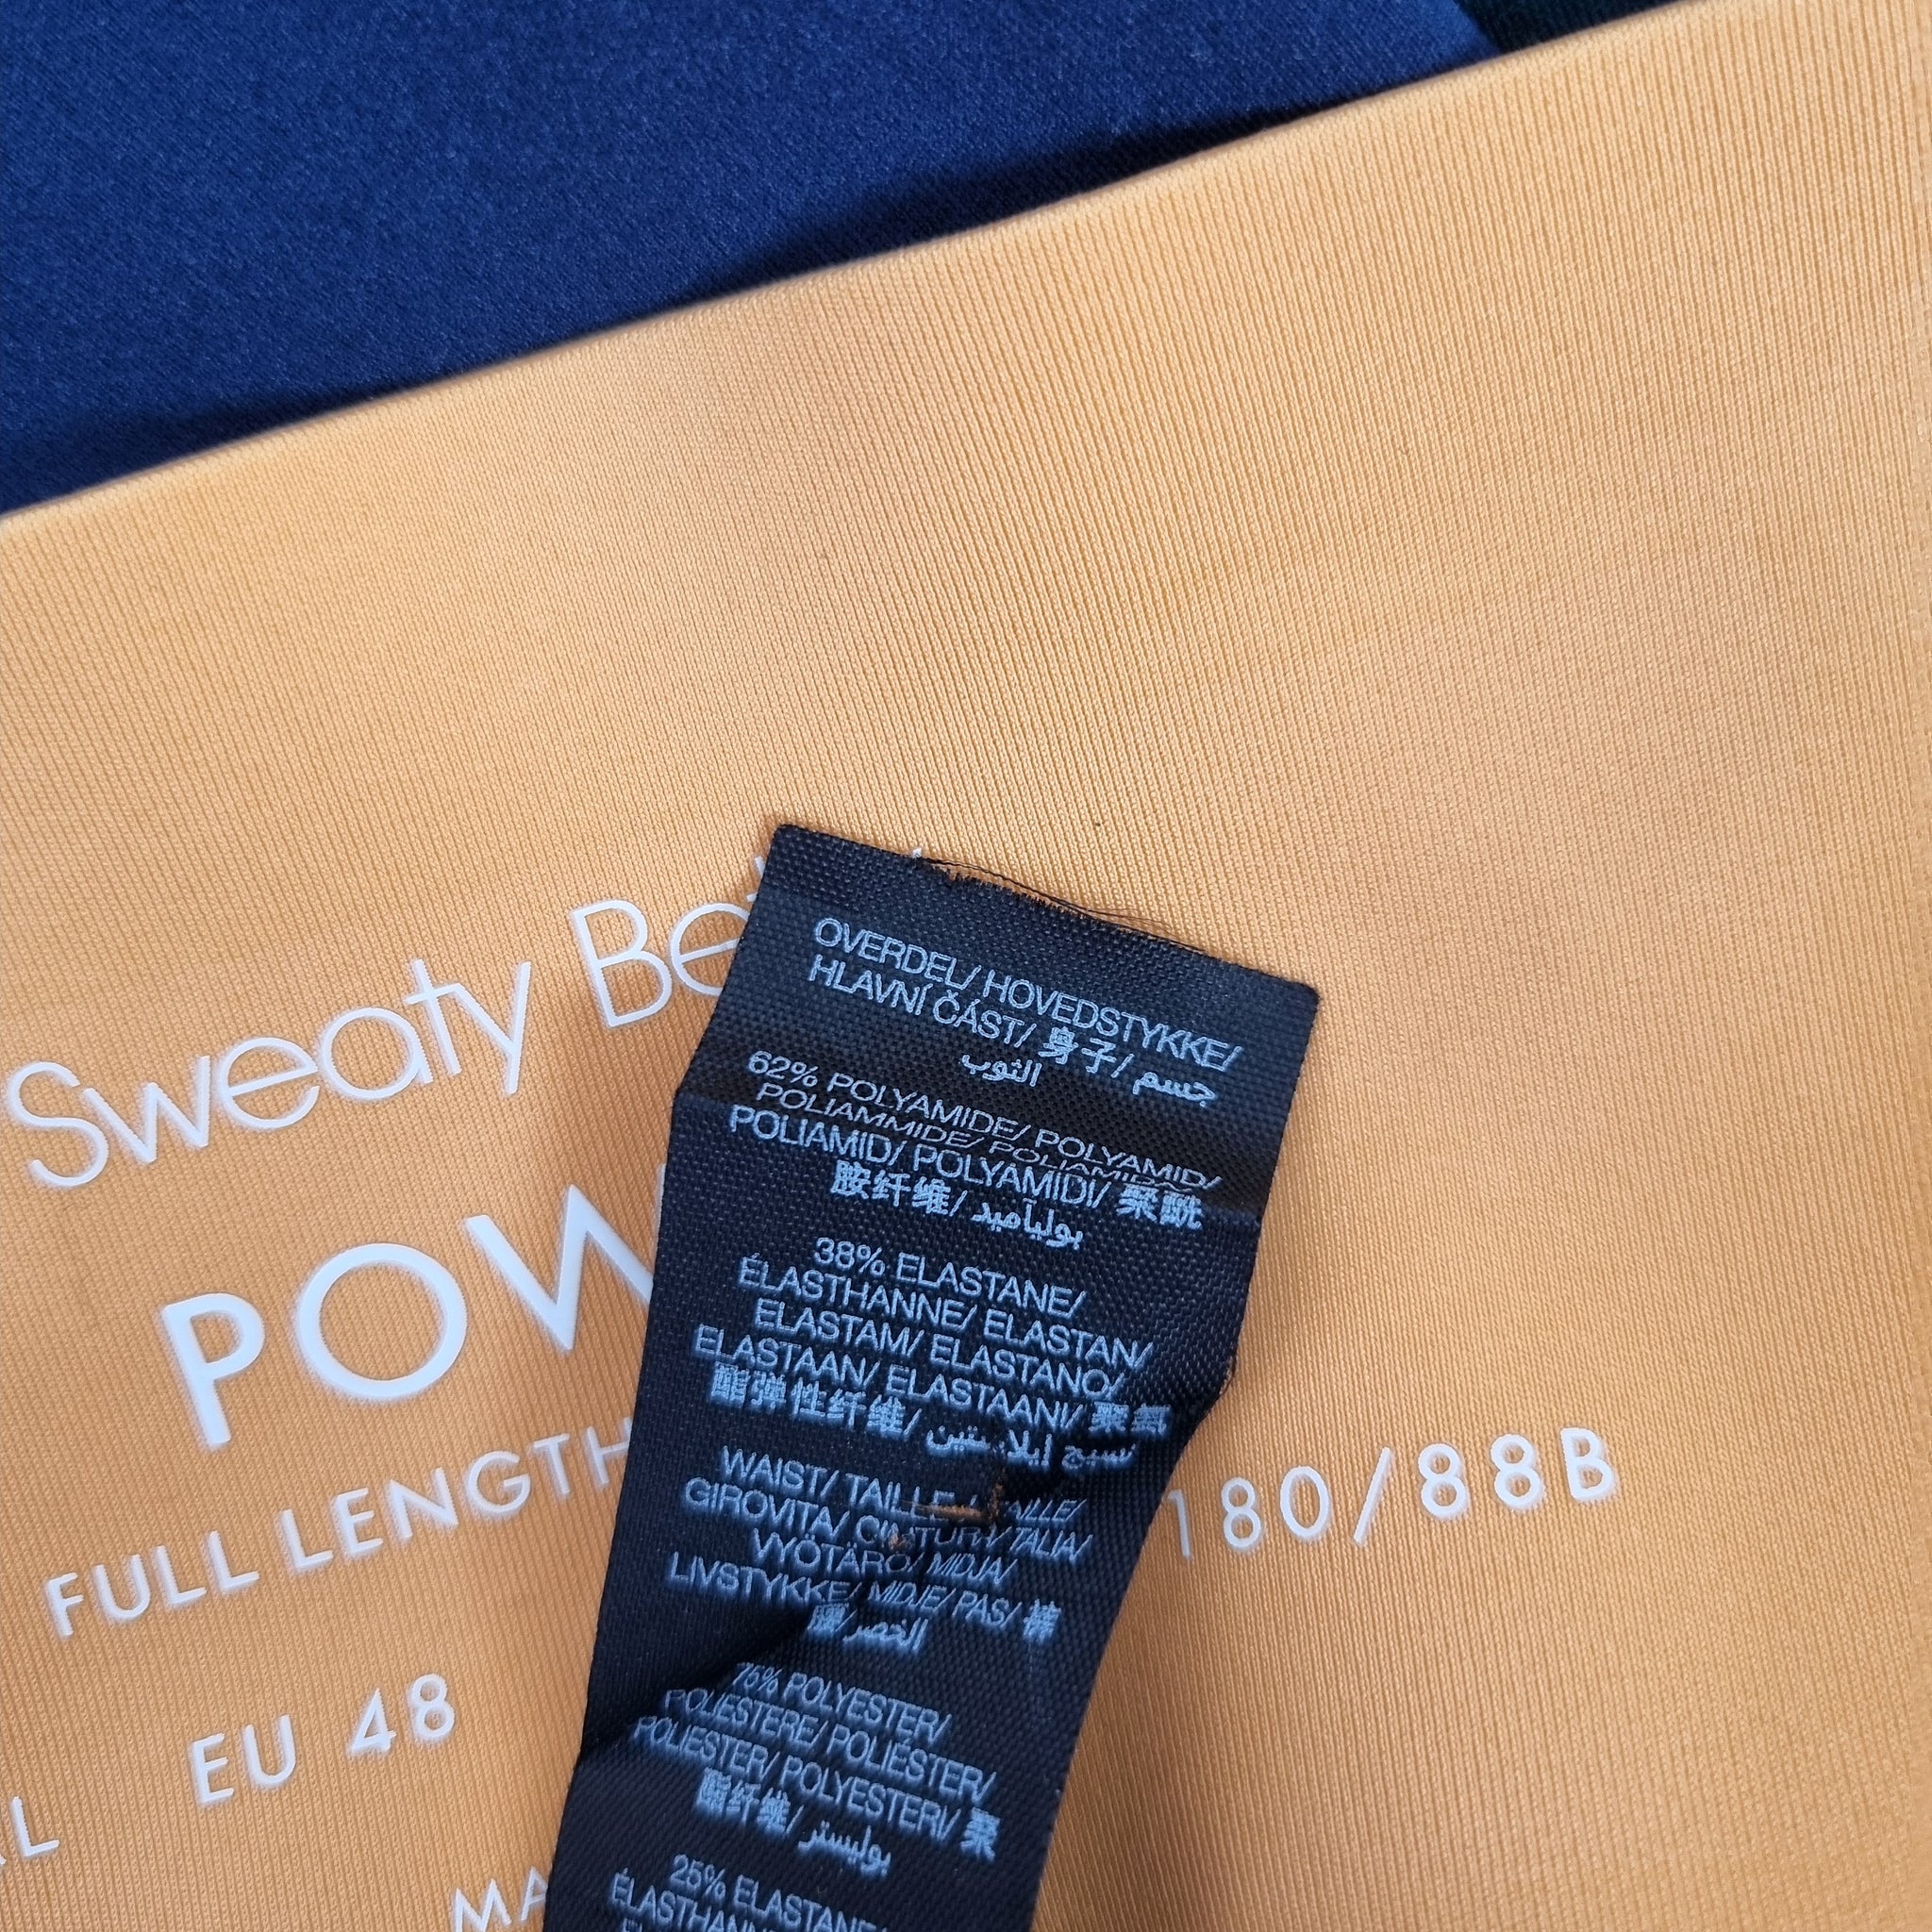 Sweaty Be
POW
FULL LENGTH
EU 48
180/88B
MA
OVERDEL/ HOVEDSTYKKE/
HLAVNÍ ČÁST/ 身子/ جسم
الثوب
62% POLYAMIDE/ POLYAMID/
POLIAMMIDE/ POLIAMIDA/
POLIAMID/ POLYAMIDI/ 聚酰
胺纤维/ بولياميد
38% ELASTANE/
ÉLASTHANNE/ ELASTAN/
ELASTAM/ ELASTANO/
ELASTAAN/ ELASTAANI/ 聚氨
酯弹性纤维/ نسيج إيلاستين
WAIST/ TAILLE / TAILLE/
GIROVITA/ CINTURA/ TALIA/
VYÖTÄRÖ/ MIDJA/
LIVSTYKKE/ MIDJE/ PAS/ 裤
腰/ الخصر
75% POLYESTER/
POLIESTERE/ POLIÉSTER/
POLIESTER/ POLYESTERI/ 聚
酯纤维/ بوليستر
25% ELASTANE/
ÉLASTHANNE/